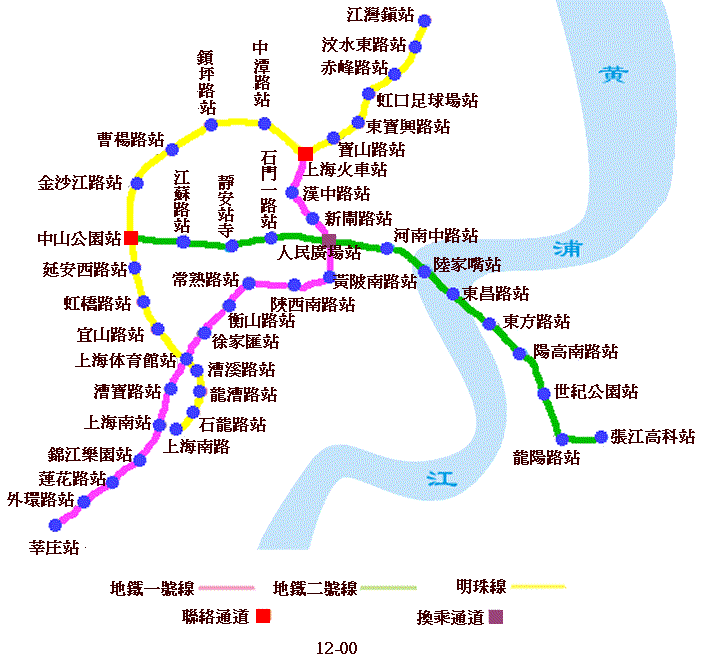 江灣鎮站
汶水東路站
赤峰路站
虹口足球場站
東寶興路站
寶山路站
上海火車站
中潭路站
鎮坪路站
曹楊路站
金沙江路站
中山公園站
延安西路站
虹橋路站
宜山路站
上海体育館站
漕溪路站
龍漕路站
石龍路站
上海南路
漢中路站
新閘路站
人民廣場站
黃陂南路站
陝西南路站
常熟路站
衡山路站
徐家匯站
漕寶路站
上海南站
錦江樂園站
蓮花路站
外環路站
莘庄站
江蘇路站
靜安站寺
石門一路站
河南中路站
陸家嘴站
東昌路站
東方路站
陽高南路站
世紀公園站
龍陽路站
張江高科站
黄
浦
江
地鐵一號線
地鐵二號線
明珠線
聯絡通道
換乘通道
12-00